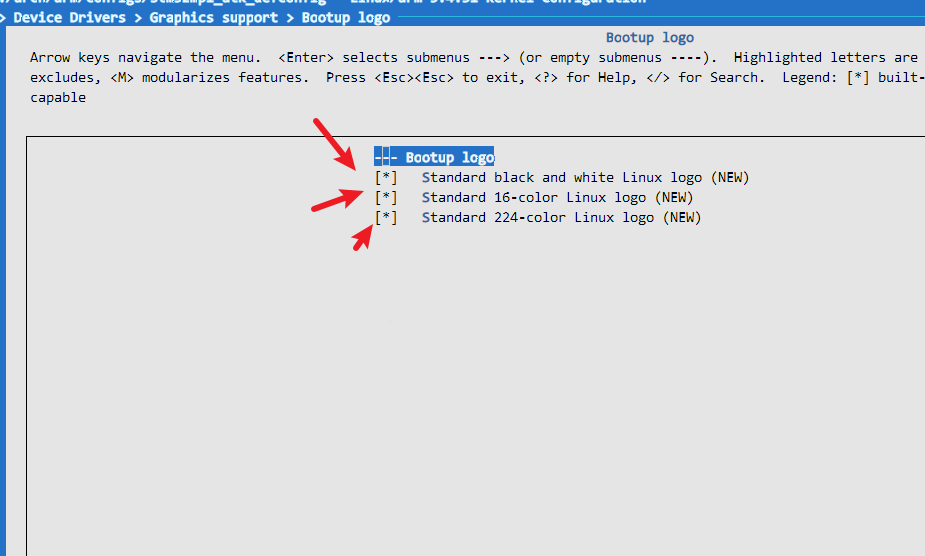 > Device Drivers > Graphics support > Bootup logo
Bootup logo
Arrow keys navigate the menu.  <Enter> selects submenus ---> (or empty submenus ----).  Highlighted letters are
excludes, <M> modularizes features.  Press <Esc><Esc> to exit, <?> for Help, </> for Search.  Legend: [*] built-
capable
--- Bootup logo
[*]   Standard black and white Linux logo (NEW)
[*]   Standard 16-color Linux logo (NEW)
[*]   Standard 224-color Linux logo (NEW)